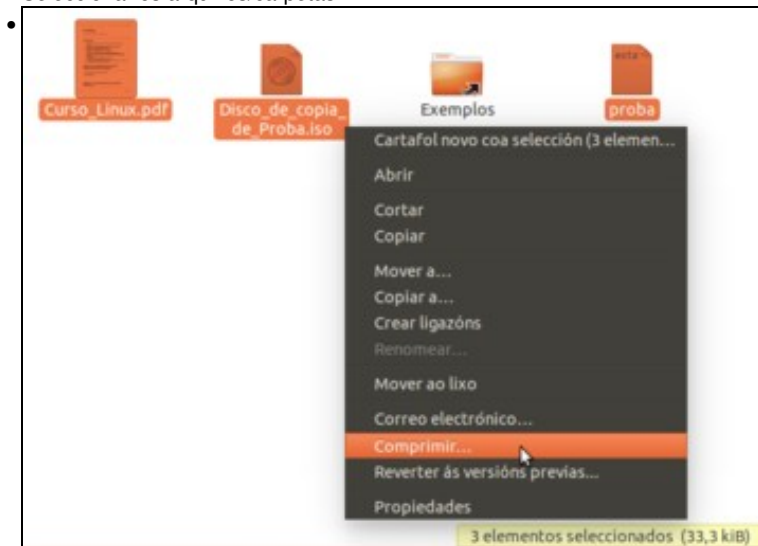 Curso_Linux.pdf
Disco_de_copia_
de_Proba.iso
Exemplos
proba
Cartafol novo coa selección (3 elemen...
Abrir
Cortar
Copiar
Mover a...
Copiar a...
Crear ligazóns
Renomear...
Mover ao lixo
Correo electrónico...
Comprimir...
Reverter ás versións previas...
Propiedades
3 elementos seleccionados (33,3 kiB)